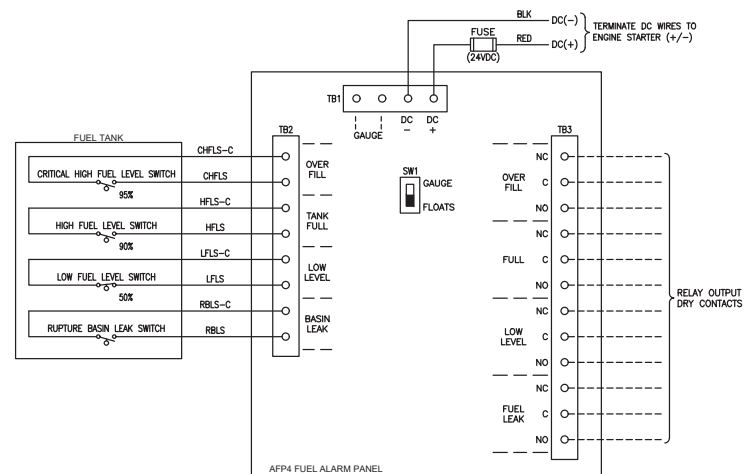 BLK
DC(-)
TERMINATE DC WIRES TO
ENGINE STARTER (+/-)
FUSE
RED
DC(+)
(24VDC)
TB1
DC
-
DC
+
GAUGE
FUEL TANK
TB2
TB3
CHFLS-C
CRITICAL HIGH FUEL LEVEL SWITCH
CHFLS
95%
HFLS-C
HIGH FUEL LEVEL SWITCH
HFLS
90%
LFLS-C
LOW FUEL LEVEL SWITCH
LFLS
50%
RBLS-C
RUPTURE BASIN LEAK SWITCH
RBLS
OVER
FILL
TANK
FULL
LOW
LEVEL
BASIN
LEAK
SW1
GAUGE
FLOATS
OVER
FILL
NC
C
NO
FULL
NC
C
NO
LOW
LEVEL
NC
C
NO
FUEL
LEAK
NC
C
NO
RELAY OUTPUT
DRY CONTACTS
AFP4 FUEL ALARM PANEL